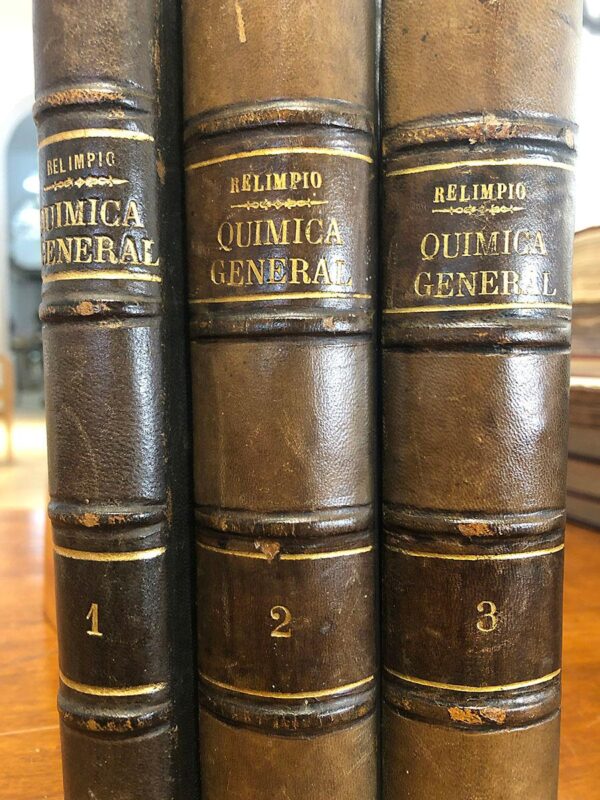 RELIMPIO
QUIMICA
GENERAL
1
RELIMPIO
QUIMICA
GENERAL
2
RELIMPIO
QUIMICA
GENERAL
3